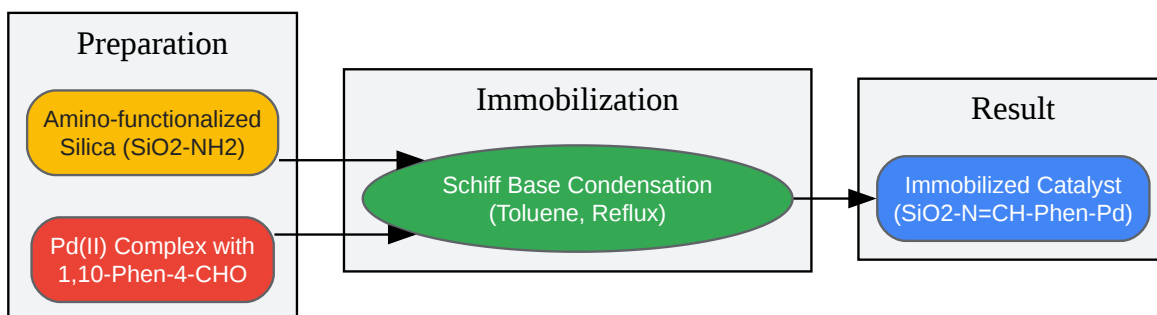 Preparation
Amino-functionalized
Silica (SiO2-NH2)
Pd(II) Complex with
1,10-Phen-4-CHO
Immobilization
Schiff Base Condensation
(Toluene, Reflux)
Result
Immobilized Catalyst
(SiO2-N=CH-Phen-Pd)